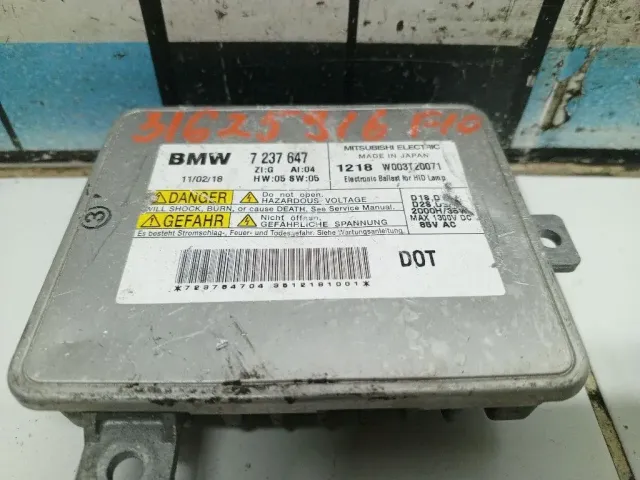 31625916 F10
BMW 7 237 647
ZI:G AI:04
11/02/18 HW:05 SW:05
MITSUBISHI ELECTRIC
MADE IN JAPAN
1218 W003T20071
Electronic Ballast for HID Lamp
DANGER Do not open.
HAZARDOUS VOLTAGE
WILL SHOCK, BURN, or cause DEATH. See Service Manual.
GEFAHR Nicht öffnen.
GEFÄHRLICHE SPANNUNG
Es besteht Stromschlag-, Feuer- und Todesgefahr. Siehe Wartungsanleitung.
2000H/35W
MAX 1300V DC
85V AC
3
DOT